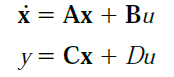 ẋ = Ax + Bu
y = Cx + Du